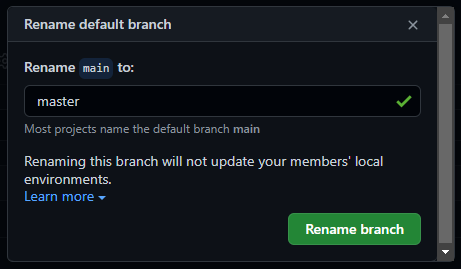 Rename default branch
Rename main to:
master
Most projects name the default branch main
Renaming this branch will not update your members' local
environments.
Learn more
Rename branch